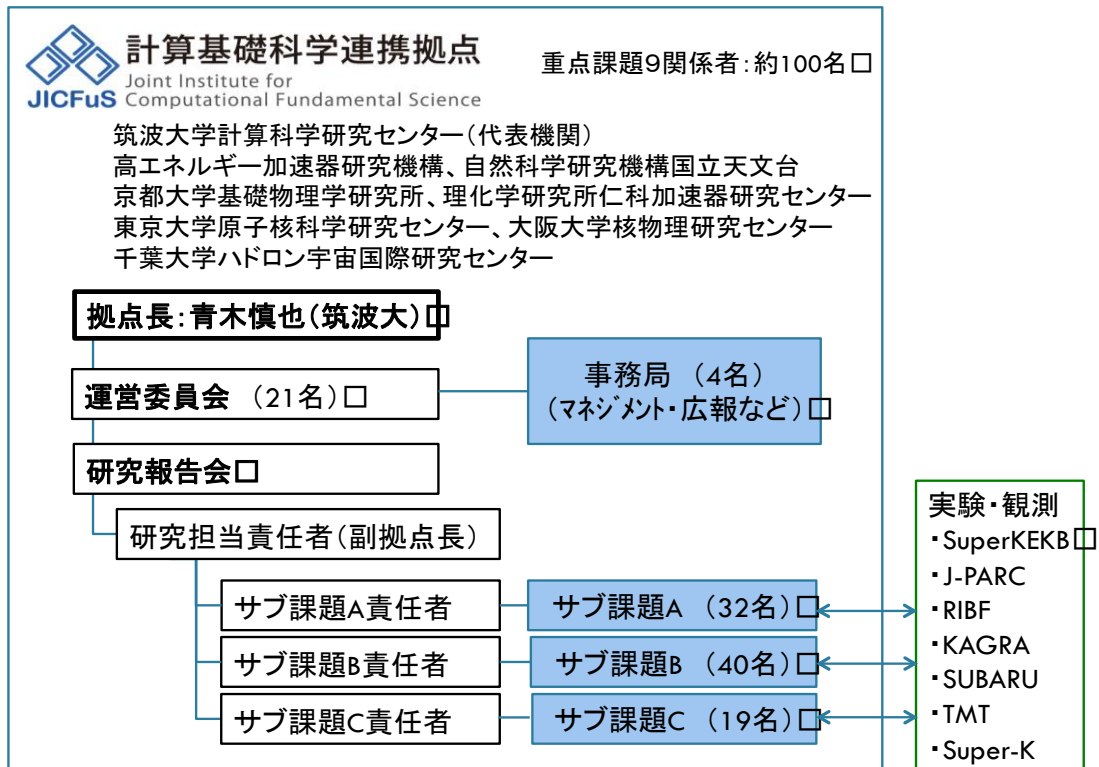 計算基礎科学連携拠点
Joint Institute for
JICFuS Computational Fundamental Science
重点課題9関係者:約100名□
筑波大学計算科学研究センター(代表機関)
高エネルギー加速器研究機構、自然科学研究機構国立天文台
京都大学基礎物理学研究所、理化学研究所仁科加速器研究センター
東京大学原子核科学研究センター、大阪大学核物理研究センター
千葉大学ハドロン宇宙国際研究センター
拠点長:青木慎也(筑波大)□
運営委員会 (21名)□
事務局 (4名)
(マネジメント・広報など)□
研究報告会□
研究担当責任者(副拠点長)
サブ課題A責任者
サブ課題A (32名)□
サブ課題B責任者
サブ課題B (40名)□
サブ課題C責任者
サブ課題C (19名)□
実験・観測
・SuperKEKB□
・J-PARC
・RIBF
・KAGRA
・SUBARU
・TMT
・Super-K